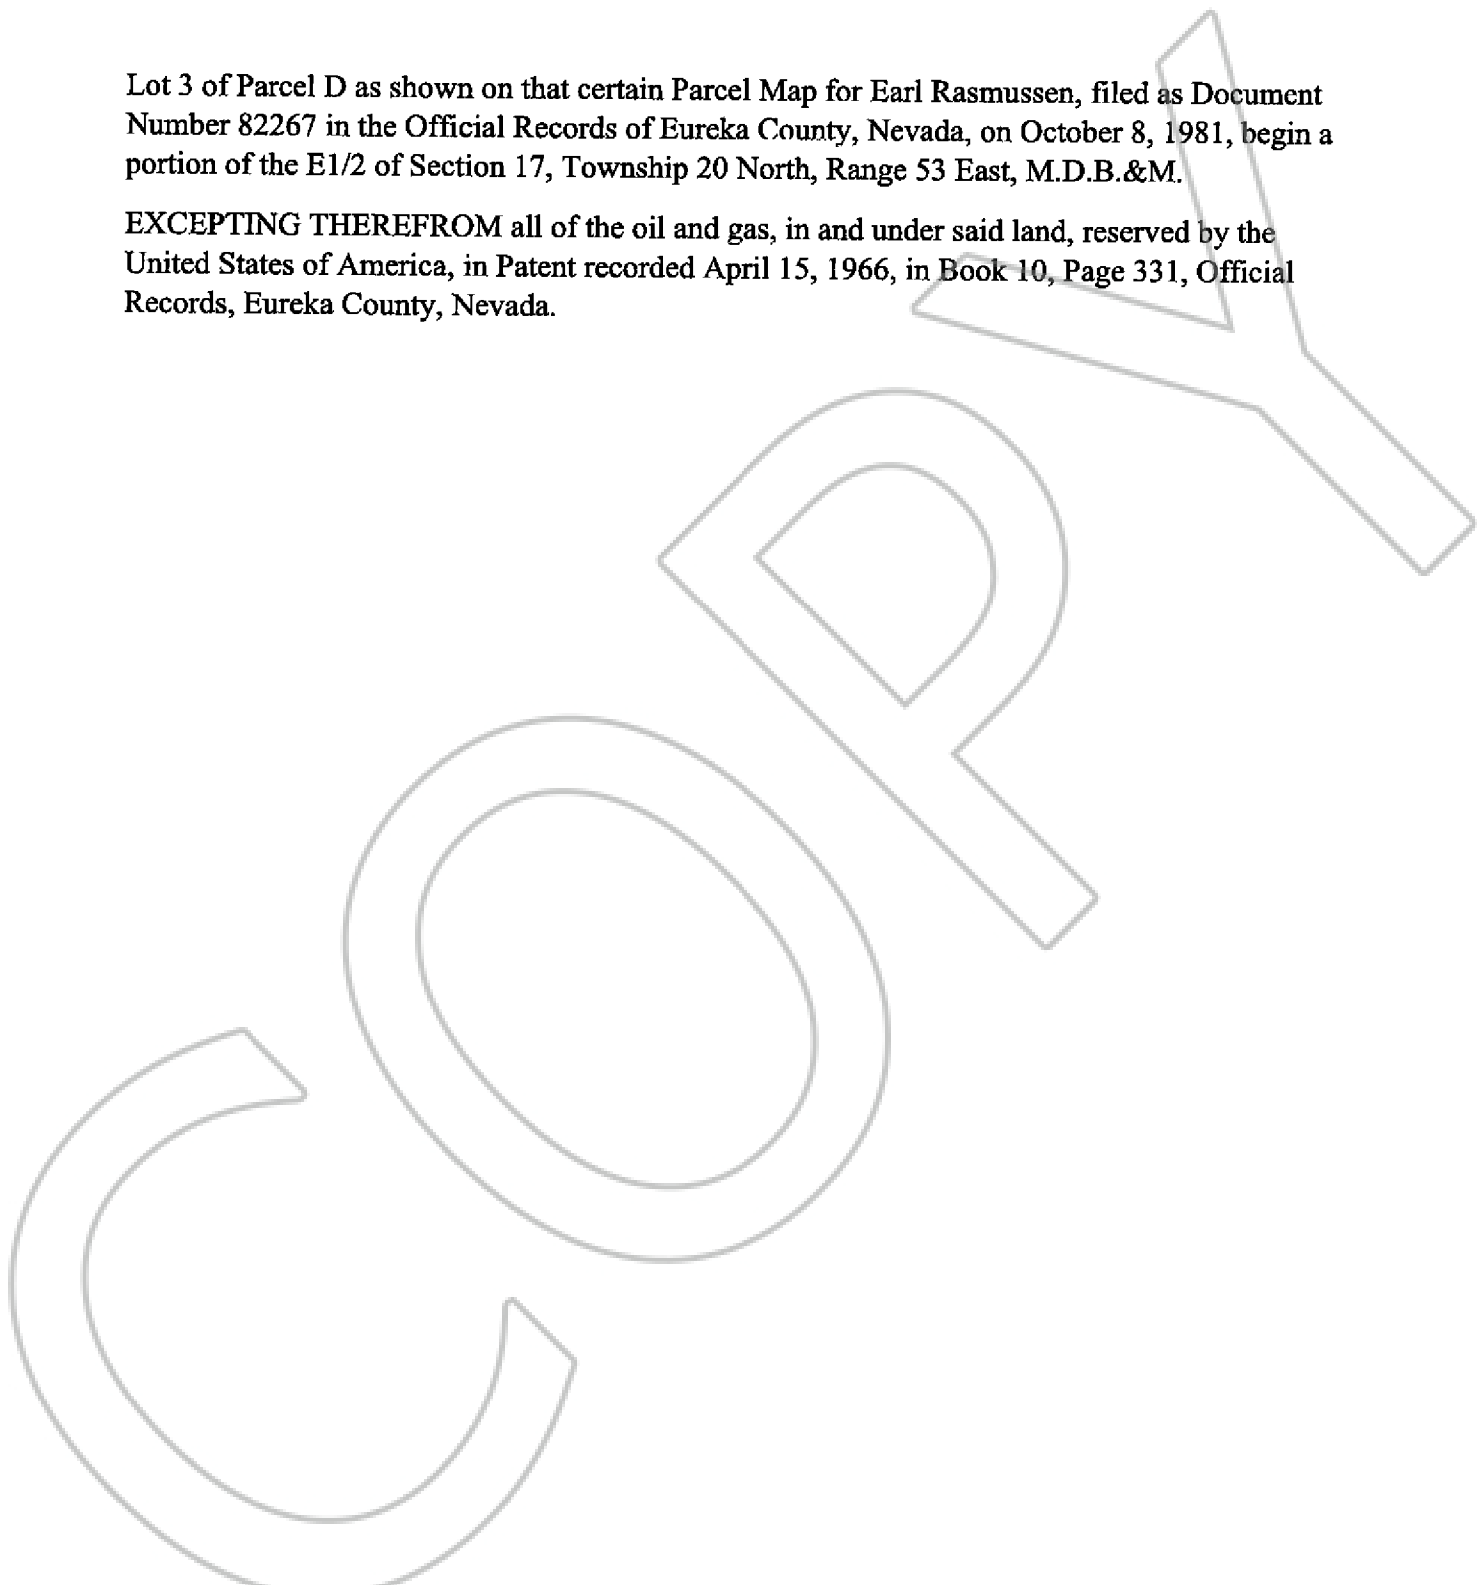 Lot 3 of Parcel D as shown on that certain Parcel Map for Earl Rasmussen, filed as Document
Number 82267 in the Official Records of Eureka County, Nevada, on October 8, 1981, begin a
portion of the E1/2 of Section 17, Township 20 North, Range 53 East, M.D.B.&M.
EXCEPTING THEREFROM all of the oil and gas, in and under said land, reserved by the
United States of America, in Patent recorded April 15, 1966, in Book 10, Page 331, Official
Records, Eureka County, Nevada.
COPY